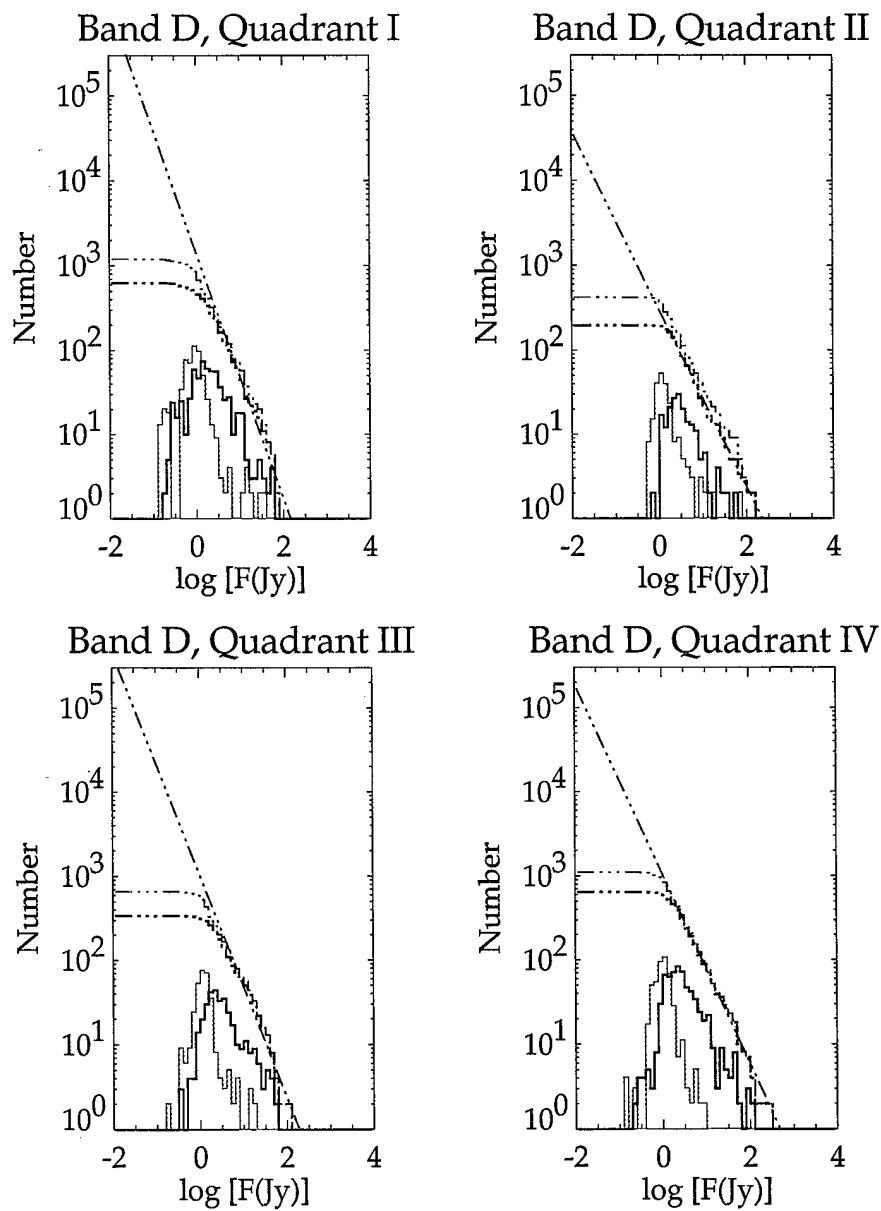 Band D, Quadrant I
10^5
10^4
10^3
10^2
10^1
10^0
Number
-2 0 2 4
log [F(Jy)]
Band D, Quadrant II
10^5
10^4
10^3
10^2
10^1
10^0
Number
-2 0 2 4
log [F(Jy)]
Band D, Quadrant III
10^5
10^4
10^3
10^2
10^1
10^0
Number
-2 0 2 4
log [F(Jy)]
Band D, Quadrant IV
10^5
10^4
10^3
10^2
10^1
10^0
Number
-2 0 2 4
log [F(Jy)]